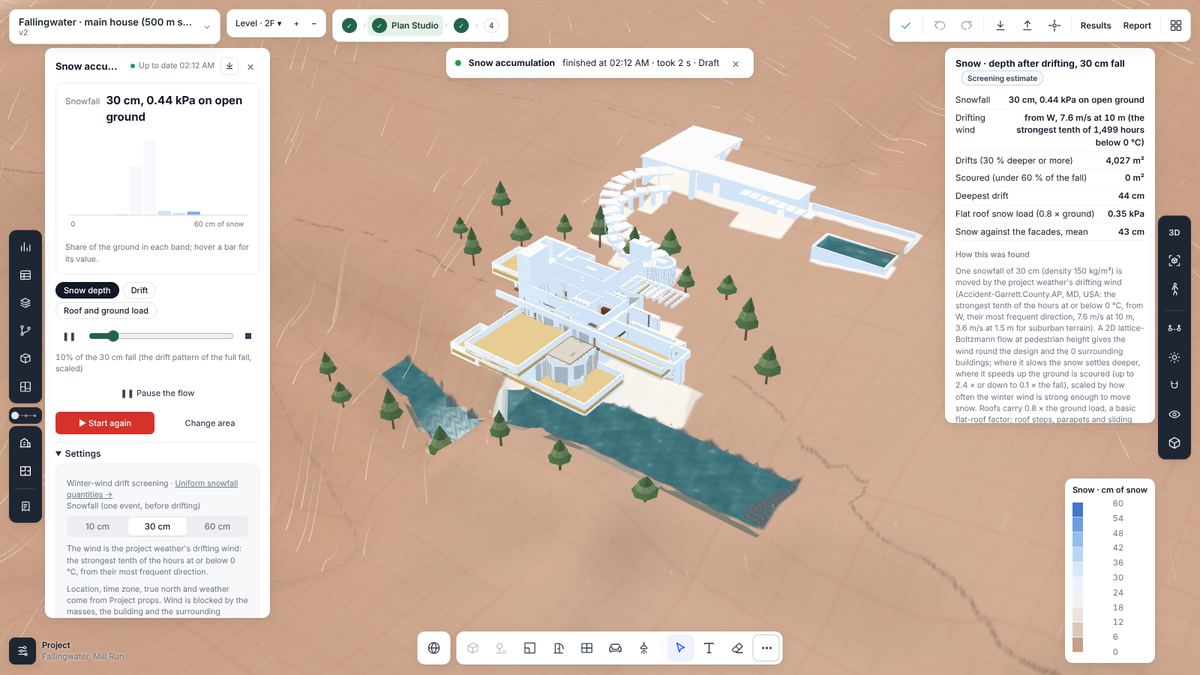 Fallingwater · main house (500 m s...
v2
Level · 2F ▾ + −
Plan Studio
4
Results
Report
Snow accu...
Up to date 02:12 AM
Snow accumulation finished at 02:12 AM · took 2 s · Draft
Snowfall 30 cm, 0.44 kPa on open
ground
0
60 cm of snow
Share of the ground in each band; hover a bar for
its value.
Snow depth
Drift
Roof and ground load
10% of the 30 cm fall (the drift pattern of the full fall,
scaled)
Pause the flow
Start again
Change area
Settings
Winter-wind drift screening · Uniform snowfall
quantities →
Snowfall (one event, before drifting)
10 cm
30 cm
60 cm
The wind is the project weather's drifting wind:
the strongest tenth of the hours at or below 0
°C, from their most frequent direction.
Location, time zone, true north and weather
come from Project props. Wind is blocked by the
masses, the building and the surrounding
Project
Fallingwater, Mill Run
Snow · depth after drifting, 30 cm fall
Screening estimate
Snowfall 30 cm, 0.44 kPa on open ground
Drifting from W, 7.6 m/s at 10 m (the
wind strongest tenth of 1,499 hours
below 0 °C)
Drifts (30 % deeper or more) 4,027 m²
Scoured (under 60 % of the fall) 0 m²
Deepest drift 44 cm
Flat roof snow load (0.8 × ground) 0.35 kPa
Snow against the facades, mean 43 cm
How this was found
One snowfall of 30 cm (density 150 kg/m³) is
moved by the project weather's drifting wind
(Accident-Garrett.County.AP, MD, USA: the
strongest tenth of the hours at or below 0 °C, from
W, their most frequent direction, 7.6 m/s at 10 m,
3.6 m/s at 1.5 m for suburban terrain). A 2D lattice-
Boltzmann flow at pedestrian height gives the
wind round the design and the 0 surrounding
buildings; where it slows the snow settles deeper,
where it speeds up the ground is scoured (up to
2.4 × or down to 0.1 × the fall), scaled by how
often the winter wind is strong enough to move
snow. Roofs carry 0.8 × the ground load, a basic
flat-roof factor; roof steps, parapets and sliding
3D
Snow · cm of snow
60
54
48
42
36
30
24
18
12
6
0